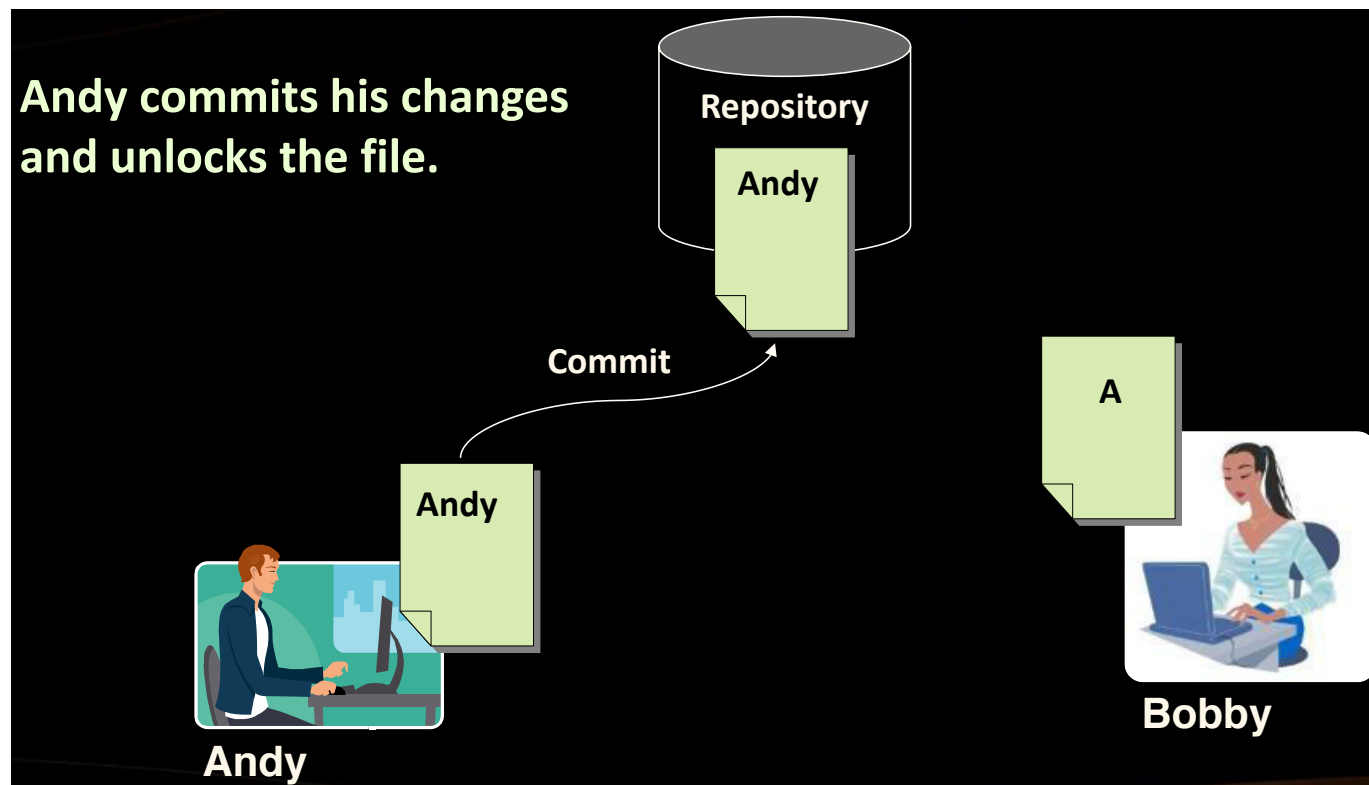 Andy commits his changes
and unlocks the file.
Repository
Andy
Commit
A
Andy
Bobby
Andy